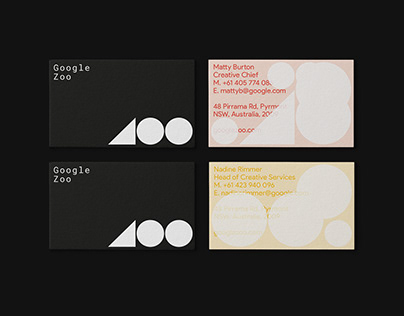 Google
Zoo
Matty Burton
Creative Chief
M. +61 405 774 08
E. mattyb@google.com
48 Pirrama Rd, Pyrmont
NSW, Australia, 20
Google
Zoo
Nadine Rimmer
Head of Creative Services
M. +61 423 940 096